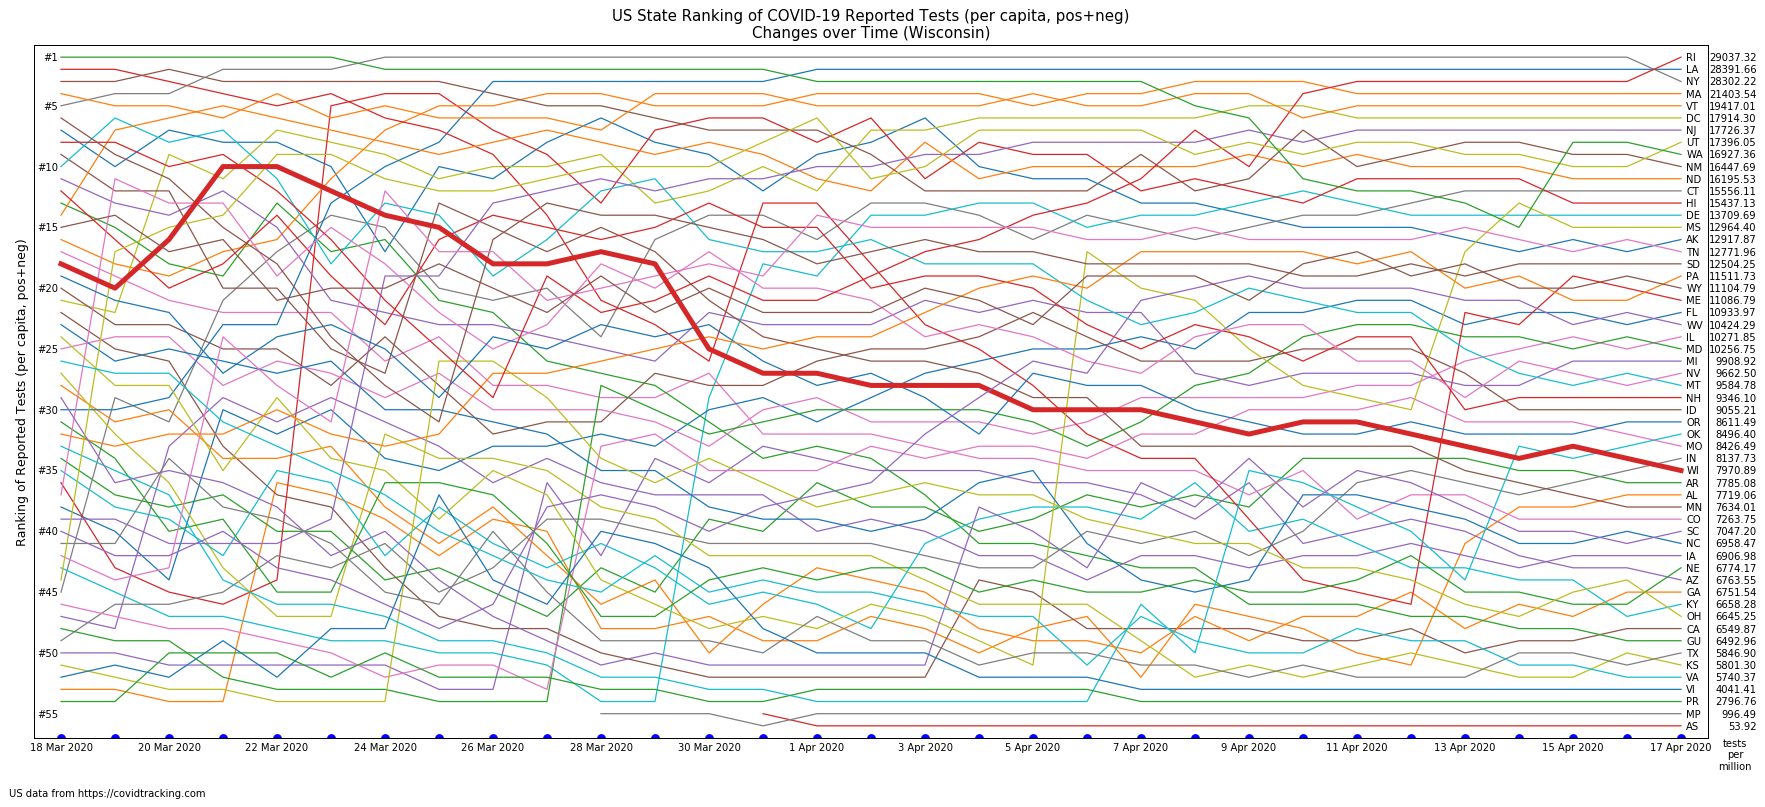 US State Ranking of COVID-19 Reported Tests (per capita, pos+neg)
Changes over Time (Wisconsin)
Ranking of Reported Tests (per capita, pos+neg)
#1
#5
#10
#15
#20
#25
#30
#35
#40
#45
#50
#55
RI 29037.32
LA 28391.66
NY 28302.22
MA 21403.54
VT 19417.01
DC 17914.30
NJ 17726.37
UT 17396.05
WA 16927.36
NM 16447.69
ND 16195.53
CT 15556.11
HI 15437.13
DE 13709.69
MS 12964.40
AK 12917.87
TN 12771.96
SD 12504.25
PA 11511.73
WY 11104.79
ME 11086.79
FL 10933.97
WV 10424.29
IL 10271.85
MD 10256.75
MI 9908.92
NV 9662.50
MT 9584.78
NH 9346.10
ID 9055.21
OR 8611.49
OK 8496.40
MO 8426.49
IN 8137.73
WI 7970.89
AR 7785.08
AL 7719.06
MN 7634.01
CO 7263.75
SC 7047.20
NC 6958.47
IA 6906.98
NE 6774.17
AZ 6763.55
GA 6751.54
KY 6658.28
OH 6645.25
CA 6549.87
GU 6492.96
TX 5846.90
KS 5801.30
VA 5740.37
VI 4041.41
PR 2796.76
MP 996.49
AS 53.92
18 Mar 2020 20 Mar 2020 22 Mar 2020 24 Mar 2020 26 Mar 2020 28 Mar 2020 30 Mar 2020 1 Apr 2020 3 Apr 2020 5 Apr 2020 7 Apr 2020 9 Apr 2020 11 Apr 2020 13 Apr 2020 15 Apr 2020 17 Apr 2020
tests
per
million
US data from https://covidtracking.com